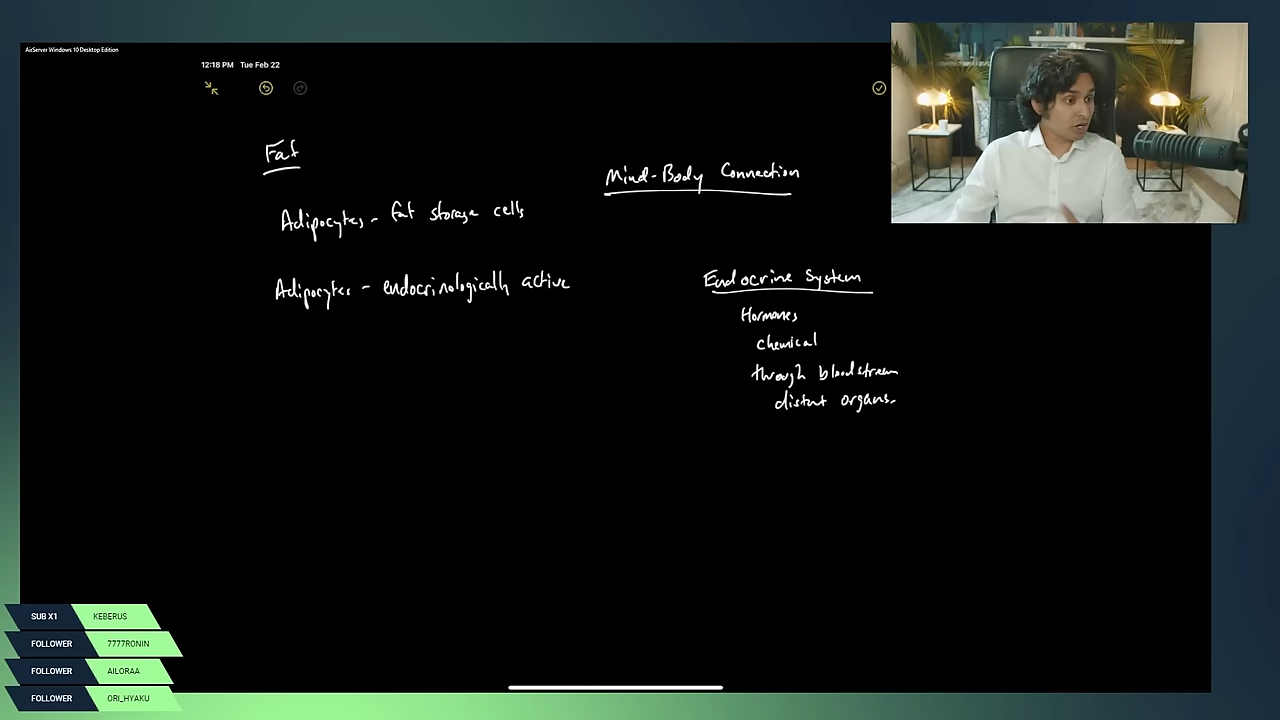 AirServer Windows 10 Desktop Edition
12:18 PM Tue Feb 22
Fat
Mind-Body Connection
Adipocytes - fat storage cells
Adipocytes - endocrinologically active
Endocrine System
Hormones
chemical
through bloodstream
distant organs.
SUB X1 KEBERUS
FOLLOWER 7777RONIN
FOLLOWER AILORAA
FOLLOWER ORI_HYAKU